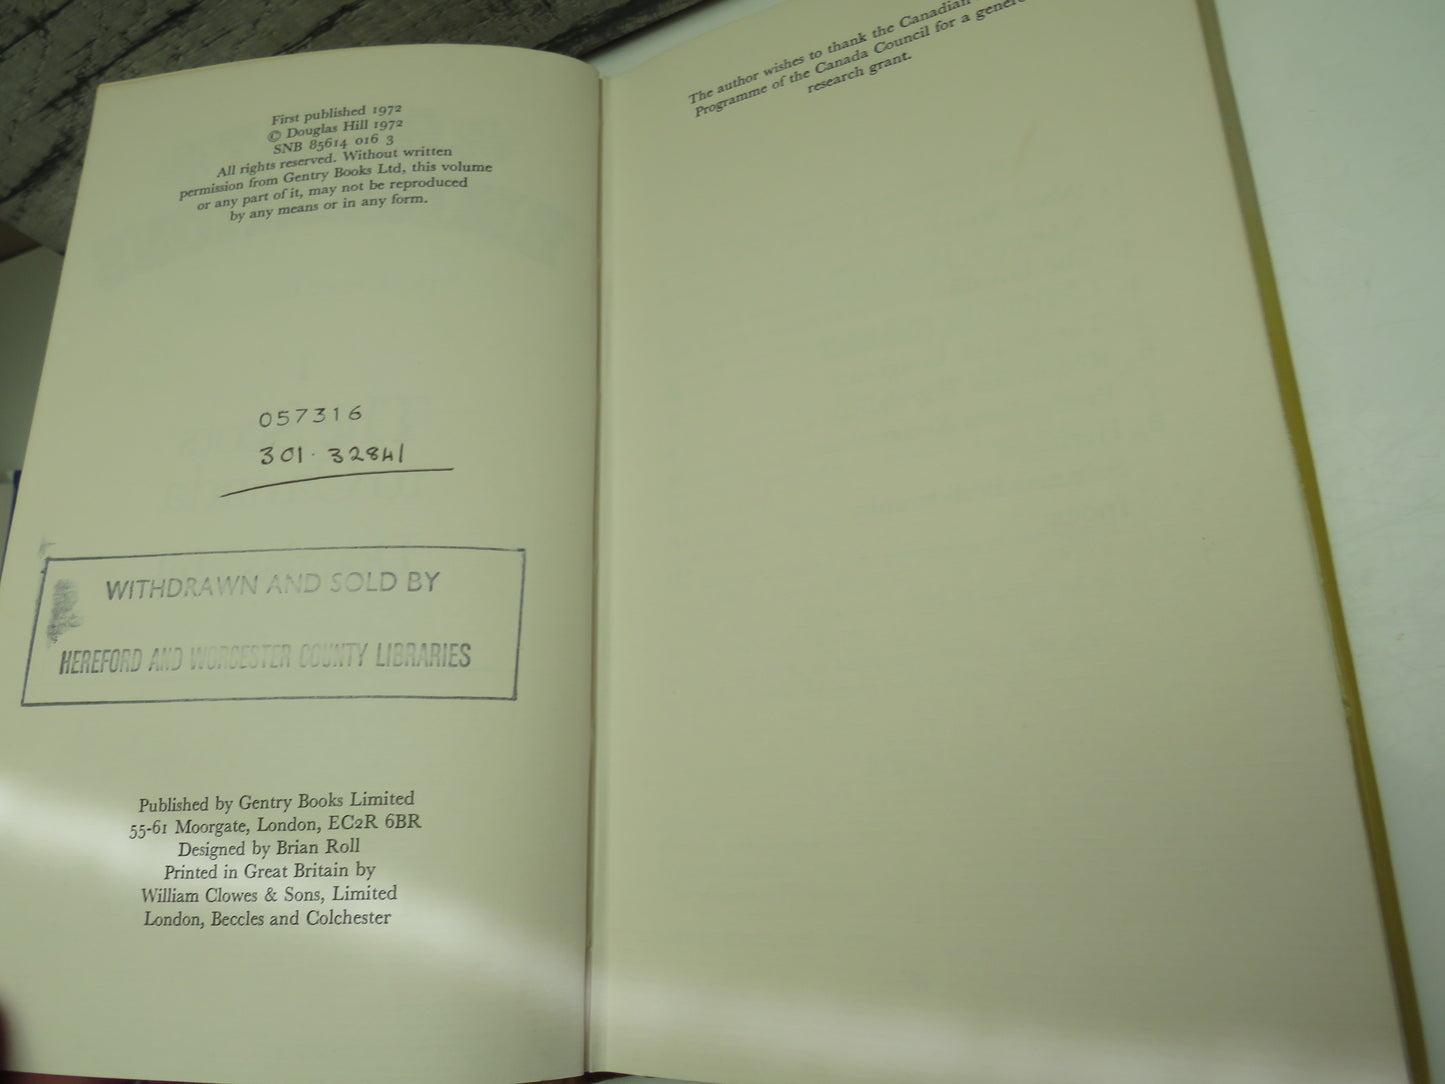 First published 1972
© Douglas Hill 1972
SNB 85614 016 3
All rights reserved. Without written
permission from Gentry Books Ltd, this volume
or any part of it, may not be reproduced
by any means or in any form.
057316
301.32841
WITHDRAWN AND SOLD BY
HEREFORD AND WORCESTER COUNTY LIBRARIES
Published by Gentry Books Limited
55-61 Moorgate, London, EC2R 6BR
Designed by Brian Roll
Printed in Great Britain by
William Clowes & Sons, Limited
London, Beccles and Colchester
The author wishes to thank the Canadian
Programme of the Canada Council for a
research grant.